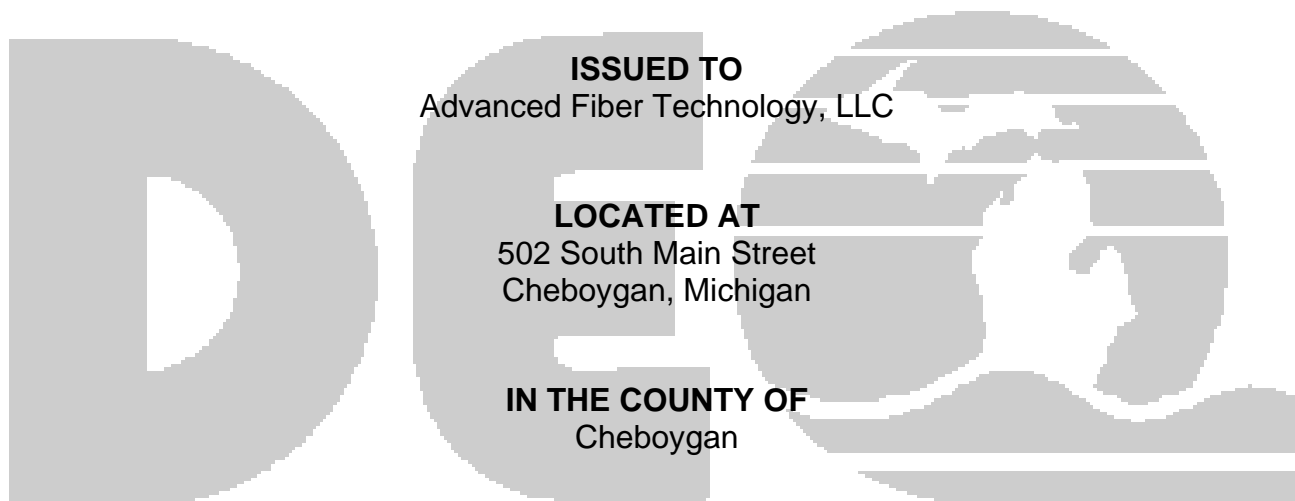 ISSUED TO
Advanced Fiber Technology, LLC
LOCATED AT
502 South Main Street
Cheboygan, Michigan
IN THE COUNTY OF
Cheboygan
DEQ